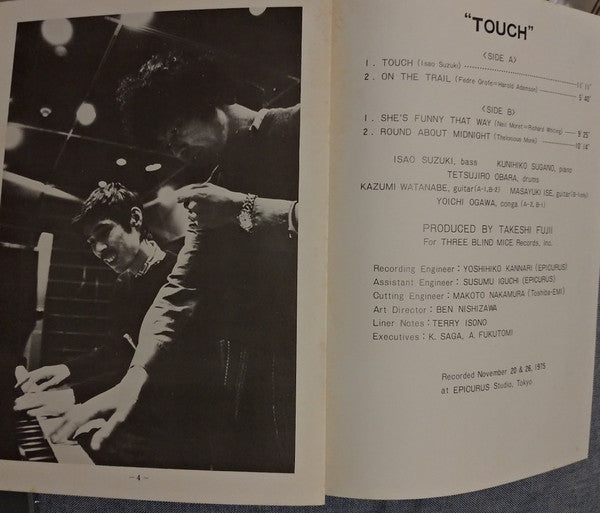 "TOUCH"
<SIDE A>
1. TOUCH (Isao Suzuki) 11'11"
2. ON THE TRAIL (Fedre Grofe=Harold Adamson) 5'40"
<SIDE B>
1. SHE'S FUNNY THAT WAY (Neil Moret=Richard Whiting) 9'25"
2. ROUND ABOUT MIDNIGHT (Thelonious Monk) 10'14"
ISAO SUZUKI, bass KUNIHIKO SUGANO, piano
TETSUJIRO OBARA, drums
KAZUMI WATANABE, guitar (A-1,B-2) MASAYUKI ISE, guitar (B-1
YOICHI OGAWA, conga (A-2, B-1)
PRODUCED BY TAKESHI FUJII
For THREE BLIND MICE Records, inc.
Recording Engineer : YOSHIHIKO KANNARI (EPICURUS)
Assistant Engineer : SUSUMU IGUCHI (EPICURUS)
Cutting Engineer : MAKOTO NAKAMURA (Toshiba-EMI)
Art Director : BEN NISHIZAWA
Liner Notes : TERRY ISONO
Executives : K. SAGA, A. FUKUTOMI
Recorded November 20 & 26, 1975
at EPICURUS Studio, Tokyo
—4—